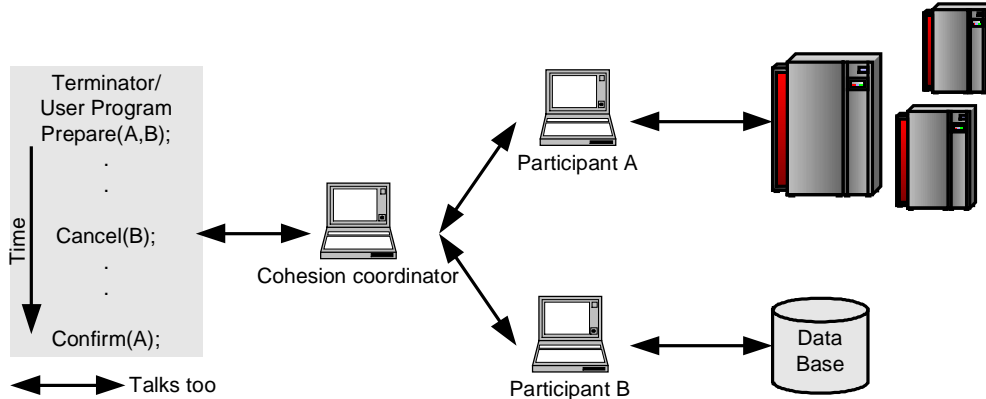 Terminator/
User Program
Prepare(A,B);
.
.
Cancel(B);
.
.
Confirm(A);
Time
Talks too
Cohesion coordinator
Participant A
Participant B
Data
Base